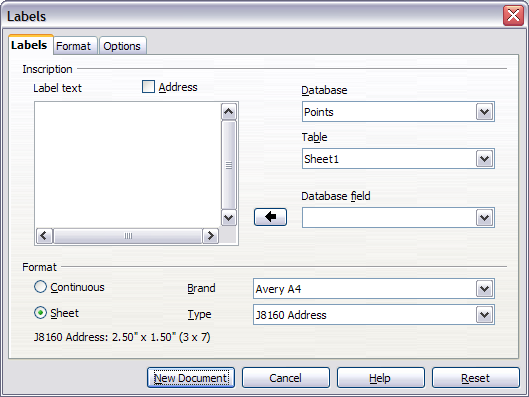 Labels
Labels Format Options
Inscription
Label text Address Database
Points
Table
Sheet1
Database field
Format
Continuous Brand Avery A4
Sheet Type J8160 Address
J8160 Address: 2.50" x 1.50" (3 x 7)
New Document Cancel Help Reset